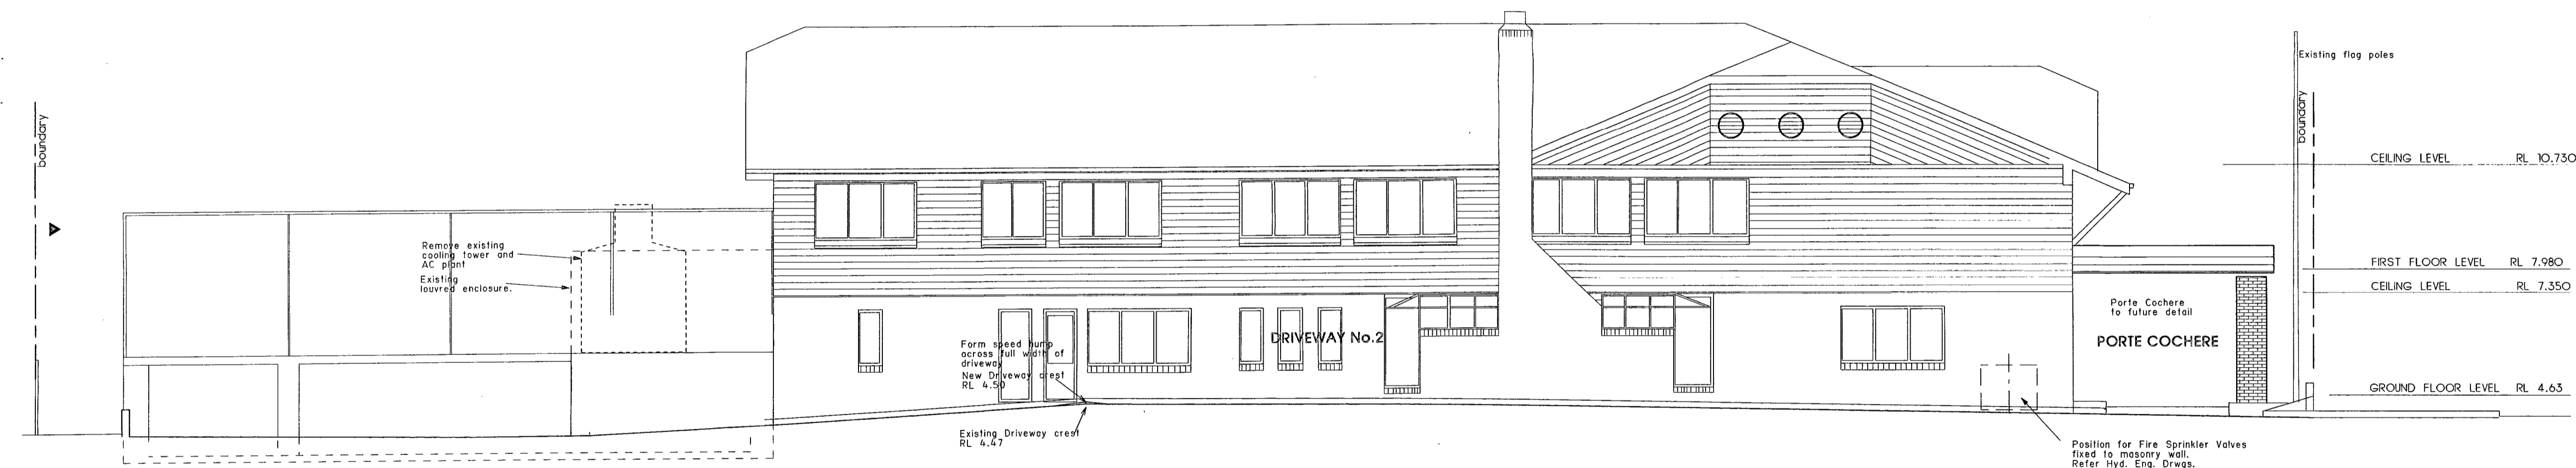 Existing flag poles
boundary
boundary
CEILING LEVEL RL 10.730
Remove existing
cooling tower and
AC plant
Existing
louvred enclosure.
FIRST FLOOR LEVEL RL 7.980
CEILING LEVEL RL 7.350
Porte Cochere
to future detail
PORTE COCHERE
DRIVEWAY No.2
Form speed hump
across full width of
driveway
New Driveway crest
RL 4.50
GROUND FLOOR LEVEL RL 4.63
Existing Driveway crest
RL 4.47
Position for Fire Sprinkler Valves
fixed to masonry wall.
Refer Hyd. Eng. Drwgs.